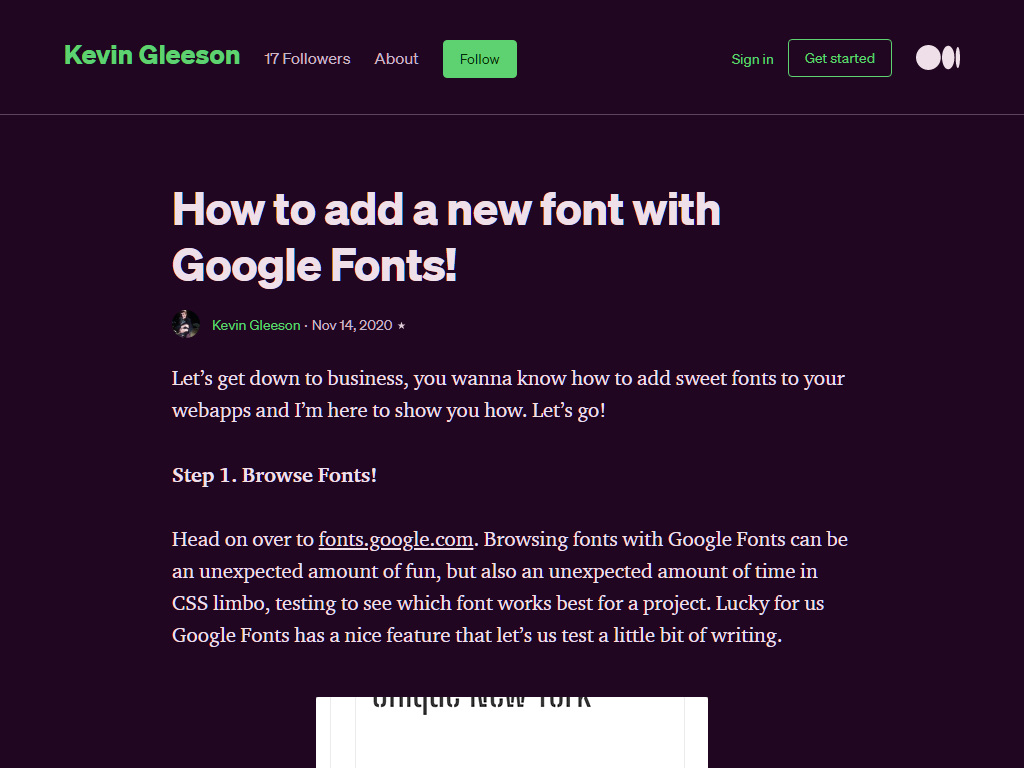 Kevin Gleeson 17 Followers About Follow Sign in Get started
How to add a new font with
Google Fonts!
Kevin Gleeson · Nov 14, 2020 ★
Let’s get down to business, you wanna know how to add sweet fonts to your
webapps and I’m here to show you how. Let’s go!
Step 1. Browse Fonts!
Head on over to fonts.google.com. Browsing fonts with Google Fonts can be
an unexpected amount of fun, but also an unexpected amount of time in
CSS limbo, testing to see which font works best for a project. Lucky for us
Google Fonts has a nice feature that let’s us test a little bit of writing.
Unique New York